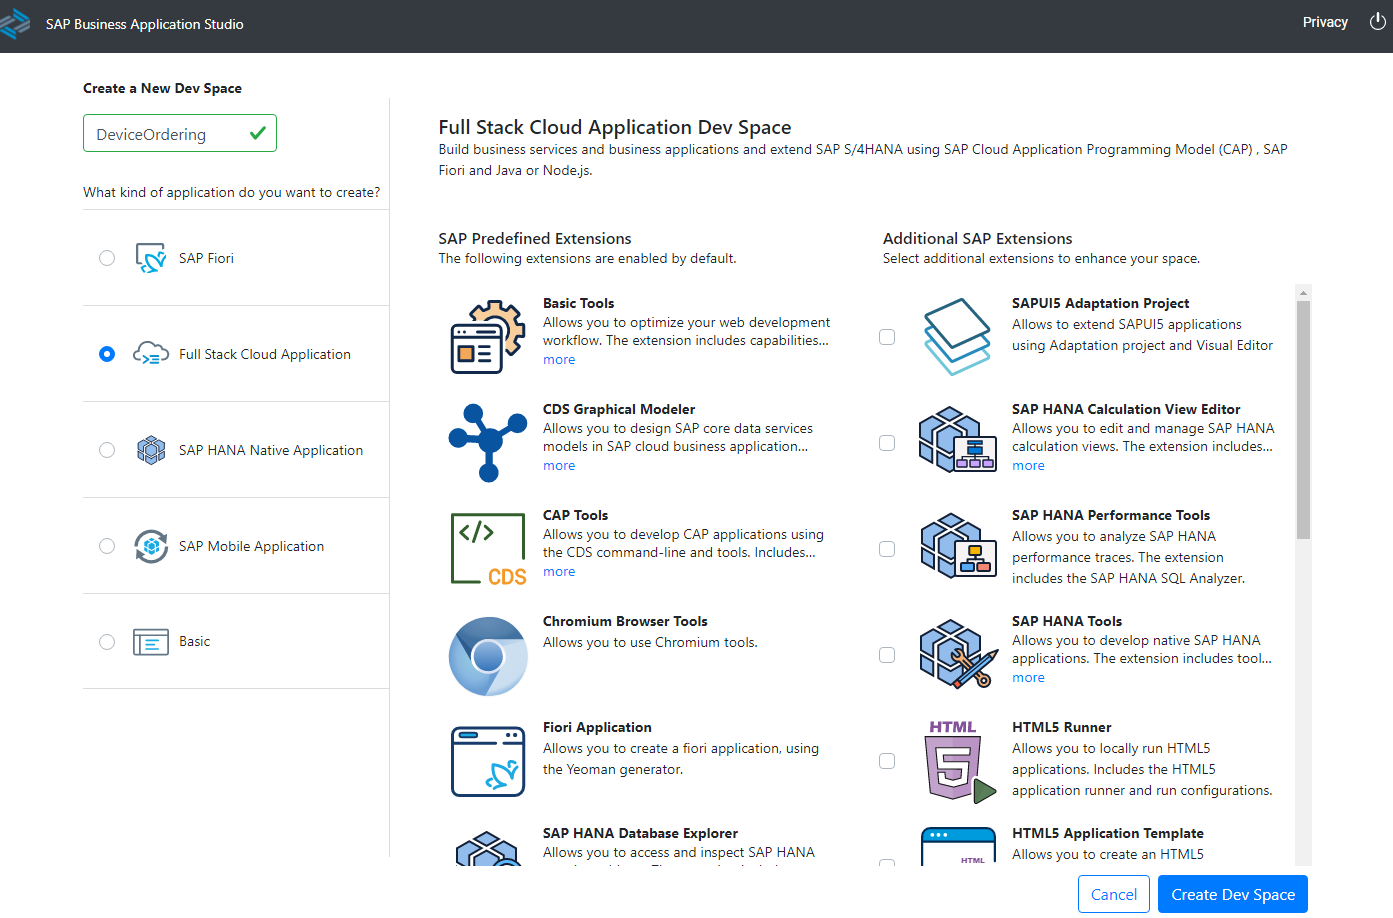 SAP Business Application Studio
Privacy
Create a New Dev Space
DeviceOrdering
What kind of application do you want to create?
SAP Fiori
Full Stack Cloud Application
SAP HANA Native Application
SAP Mobile Application
Basic
Full Stack Cloud Application Dev Space
Build business services and business applications and extend SAP S/4HANA using SAP Cloud Application Programming Model (CAP) , SAP
Fiori and Java or Node.js.
SAP Predefined Extensions
The following extensions are enabled by default.
Basic Tools
Allows you to optimize your web development
workflow. The extension includes capabilities...
more
CDS Graphical Modeler
Allows you to design SAP core data services
models in SAP cloud business application...
more
</>
CDS
CAP Tools
Allows you to develop CAP applications using
the CDS command-line and tools. Includes...
more
Chromium Browser Tools
Allows you to use Chromium tools.
Fiori Application
Allows you to create a fiori application, using
the Yeoman generator.
SAP HANA Database Explorer
Allows you to access and inspect SAP HANA
Additional SAP Extensions
Select additional extensions to enhance your space.
SAPUI5 Adaptation Project
Allows to extend SAPUI5 applications
using Adaptation project and Visual Editor
SAP HANA Calculation View Editor
Allows you to edit and manage SAP HANA
calculation views. The extension includes...
more
SAP HANA Performance Tools
Allows you to analyze SAP HANA
performance traces. The extension
includes the SAP HANA SQL Analyzer.
SAP HANA Tools
Allows you to develop native SAP HANA
applications. The extension includes tool...
more
HTML
5
HTML5 Runner
Allows you to locally run HTML5
applications. Includes the HTML5
application runner and run configurations.
HTML
HTML5 Application Template
Allows you to create an HTML5
Cancel
Create Dev Space